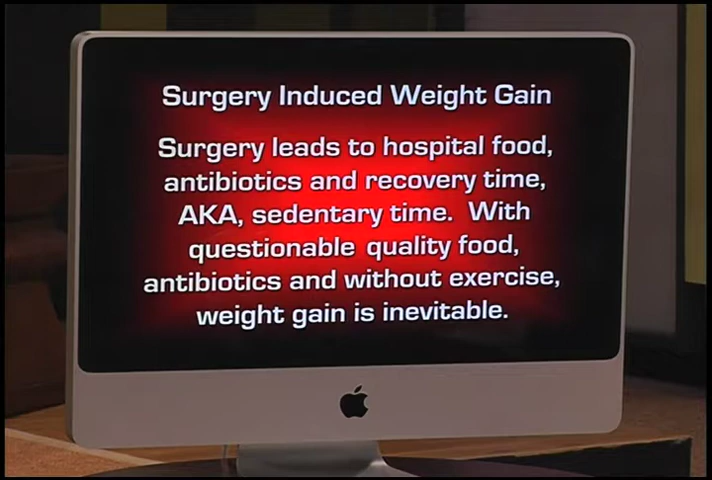 Surgery Induced Weight Gain
Surgery leads to hospital food,
antibiotics and recovery time,
AKA, sedentary time. With
questionable quality food,
antibiotics and without exercise,
weight gain is inevitable.